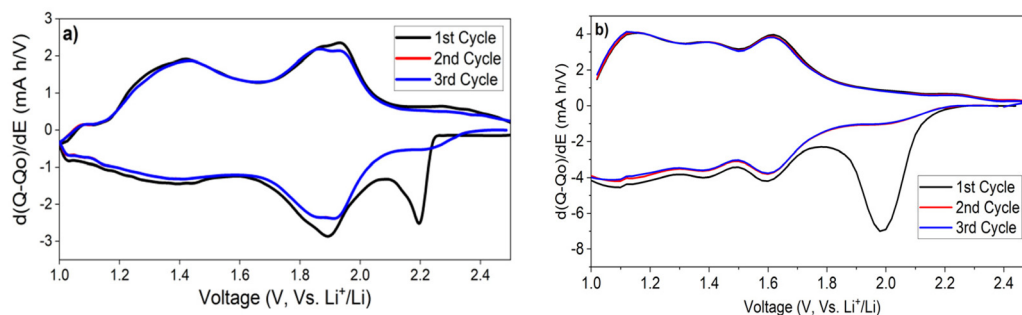 a)
1st Cycle
2nd Cycle
3rd Cycle
d(Q-Qo)/dE (mA h/V)
3
2
1
0
-1
-2
-3
1.0 1.2 1.4 1.6 1.8 2.0 2.2 2.4
Voltage (V, Vs. Li⁺/Li)
b)
1st Cycle
2nd Cycle
3rd Cycle
d(Q-Qo)/dE (mA h/V)
6
4
2
0
-2
-4
-6
-8
1.0 1.2 1.4 1.6 1.8 2.0 2.2 2.4
Voltage (V, Vs. Li⁺/Li)